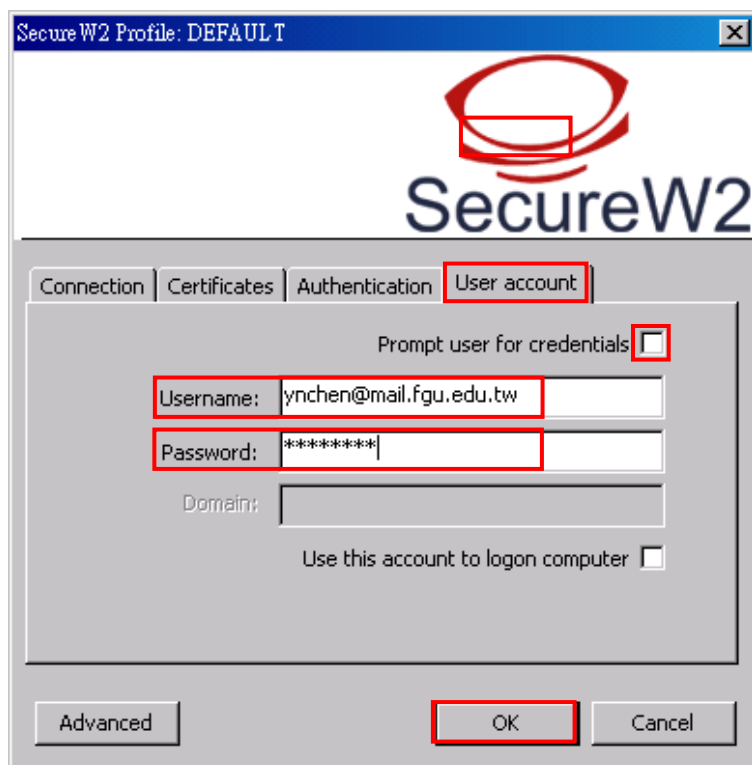 SecureW2 Profile: DEFAULT
SecureW2
Connection Certificates Authentication User account
Prompt user for credentials
Username: ynchen@mail.fgu.edu.tw
Password: ********
Domain:
Use this account to logon computer
Advanced OK Cancel